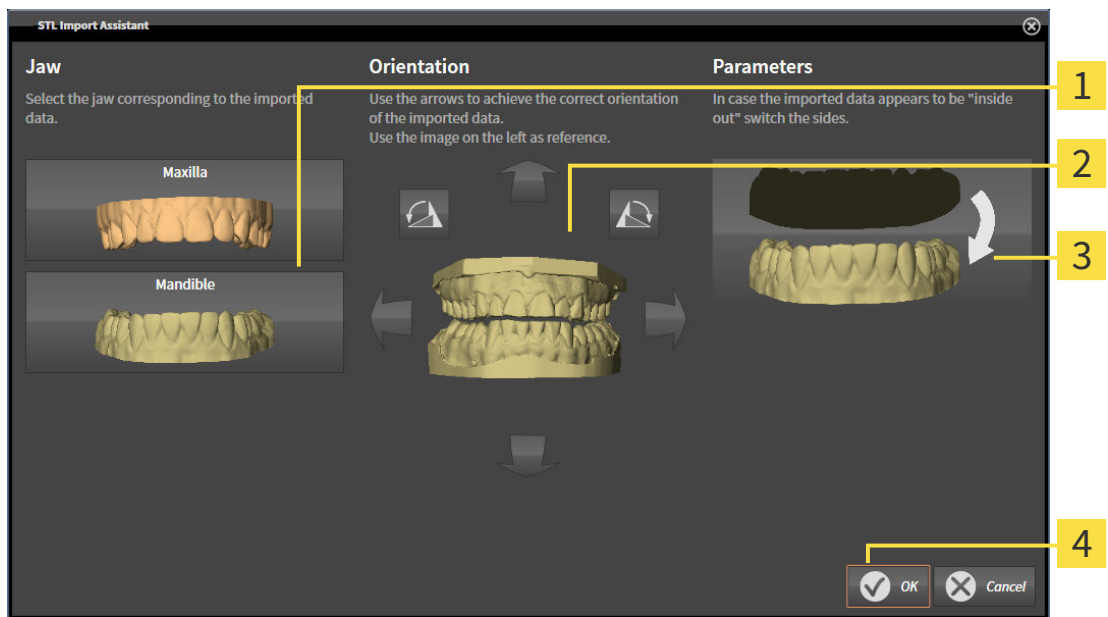 STL Import Assistant
Jaw
Select the jaw corresponding to the imported
data.
Maxilla
Mandible
Orientation
Use the arrows to achieve the correct orientation
of the imported data.
Use the image on the left as reference.
Parameters
In case the imported data appears to be "inside
out" switch the sides.
1
2
3
4
OK
Cancel